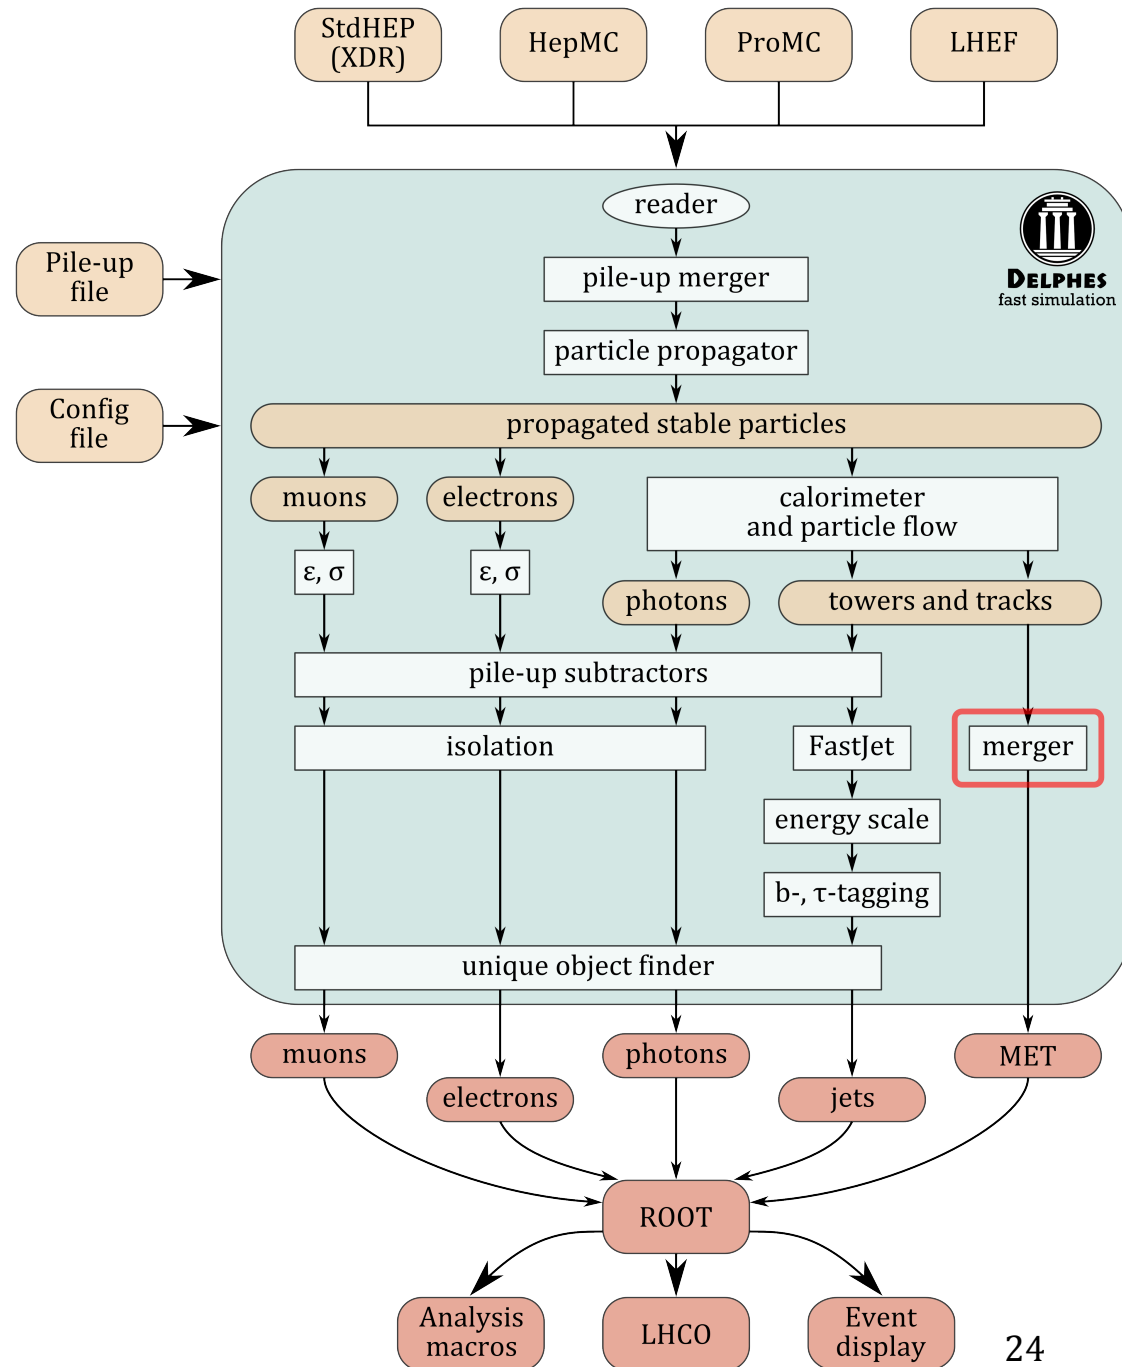 StdHEP
(XDR)
HepMC
ProMC
LHEF
reader
Pile-up
file
pile-up merger
DELPHES
fast simulation
particle propagator
Config
file
propagated stable particles
muons
electrons
calorimeter
and particle flow
ε, σ
ε, σ
photons
towers and tracks
pile-up subtractors
isolation
FastJet
merger
energy scale
b-, τ-tagging
unique object finder
muons
photons
MET
electrons
jets
ROOT
Analysis
macros
LHCO
Event
display
24